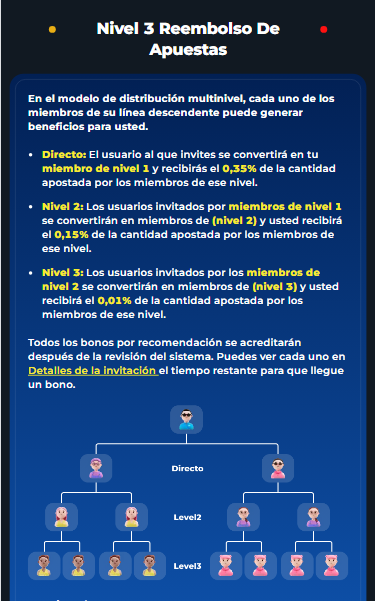 Nivel 3 Reembolso De
Apuestas
En el modelo de distribución multinivel, cada uno de los
miembros de su línea descendente puede generar
beneficios para usted.
• Directo: El usuario al que invites se convertirá en tu
miembro de nivel 1 y recibirás el 0,35% de la cantidad
apostada por los miembros de ese nivel.
• Nivel 2: Los usuarios invitados por miembros de nivel 1
se convertirán en miembros de (nivel 2) y usted recibirá
el 0,15% de la cantidad apostada por los miembros de
ese nivel.
• Nivel 3: Los usuarios invitados por los miembros de
nivel 2 se convertirán en miembros de (nivel 3) y usted
recibirá el 0,01% de la cantidad apostada por los
miembros de ese nivel.
Todos los bonos por recomendación se acreditarán
después de la revisión del sistema. Puedes ver cada uno en
Detalles de la invitación el tiempo restante para que llegue
un bono.
Directo
Level2
Level3